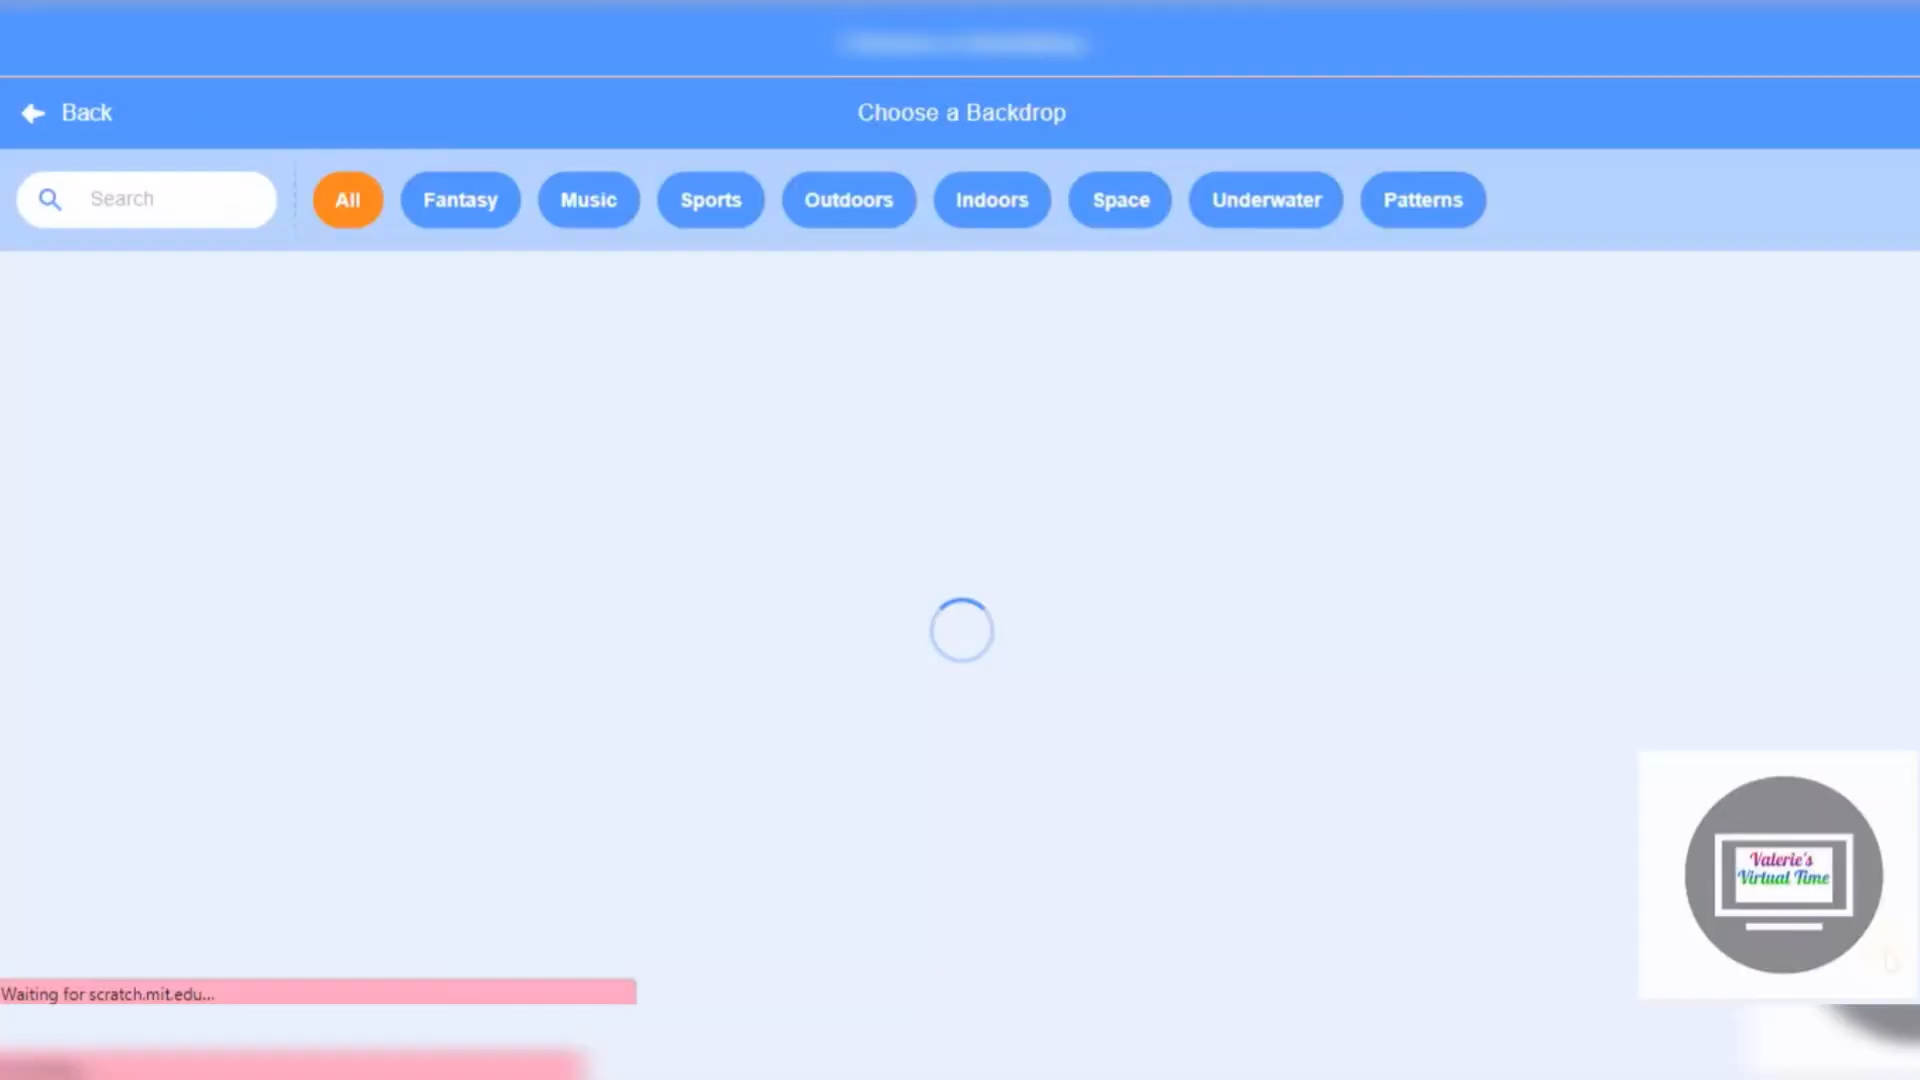 Back
Choose a Backdrop
Search
All
Fantasy
Music
Sports
Outdoors
Indoors
Space
Underwater
Patterns
Valerie's
Virtual Time
Waiting for scratch.mit.edu...